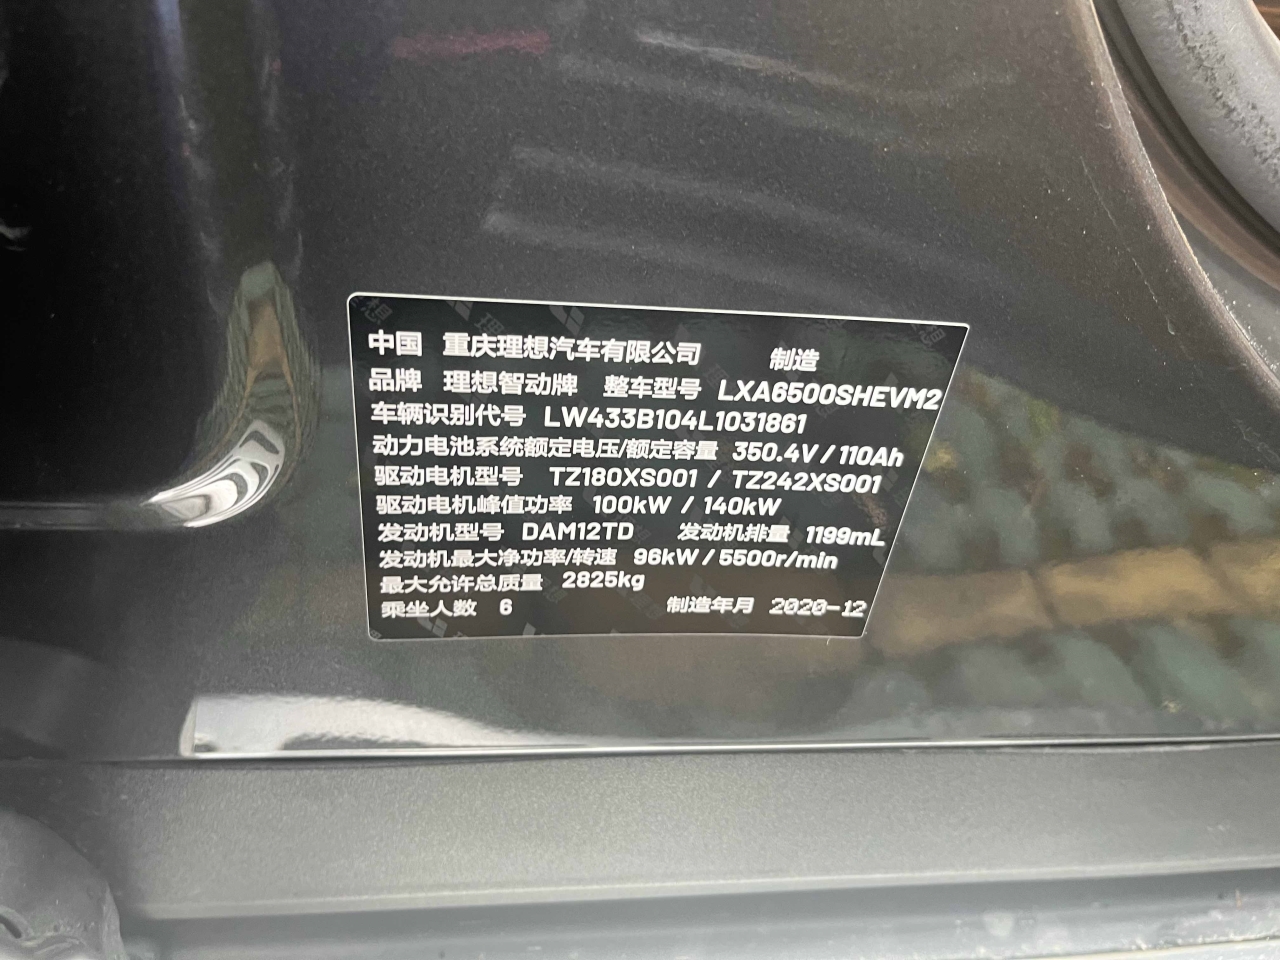 中国 重庆理想汽车有限公司 制造
品牌 理想智动牌 整车型号 LXA6500SHEVM2
车辆识别代号 LW433B104L1031861
动力电池系统额定电压/额定容量 350.4V / 110Ah
驱动电机型号 TZ180XS001 / TZ242XS001
驱动电机峰值功率 100kW / 140kW
发动机型号 DAM12TD 发动机排量 1199mL
发动机最大净功率/转速 96kW / 5500r/min
最大允许总质量 2825kg
乘坐人数 6 制造年月 2020-12